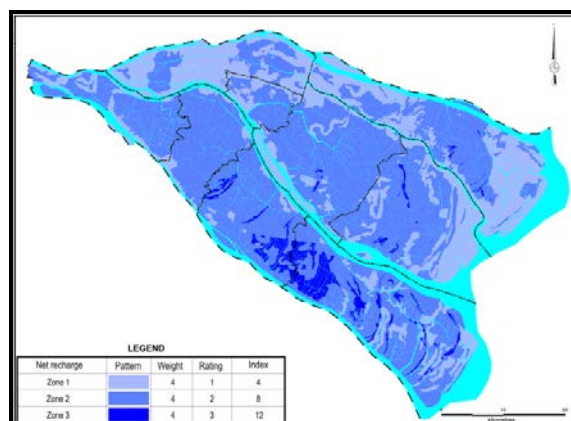 LEGEND
Net recharge Pattern Weight Rating Index
Zone 1 4 1 4
Zone 2 4 2 8
Zone 3 4 3 12